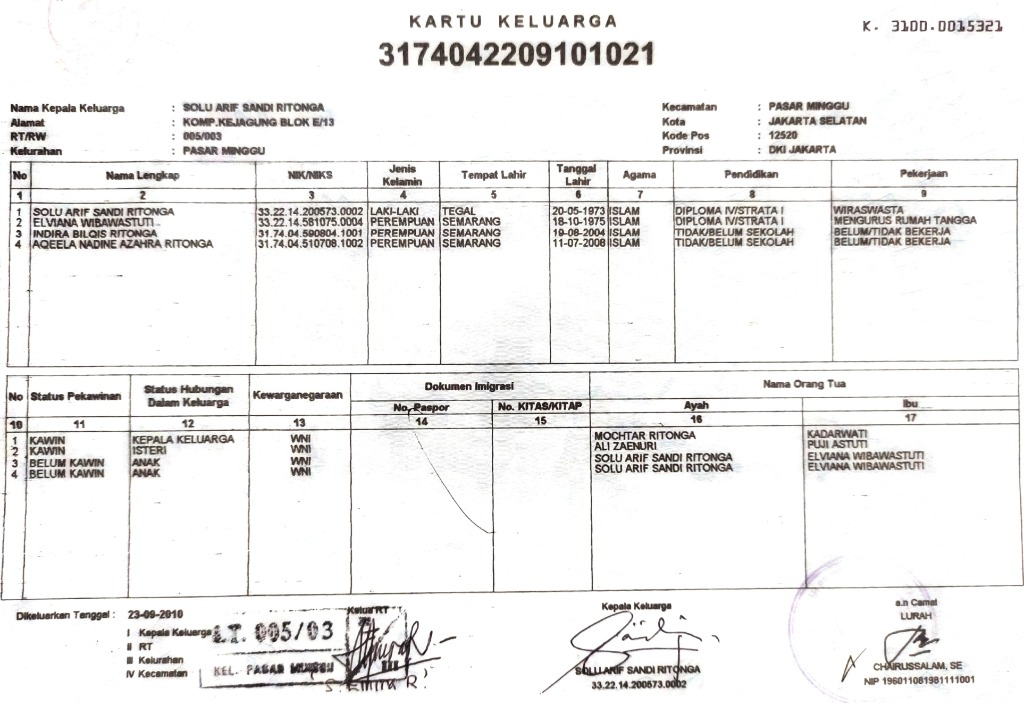 KARTU KELUARGA
K. 3100.0015321
3174042209101021
Nama Kepala Keluarga : SOLU ARIF SANDI RITONGA
Kecamatan : PASAR MINGGU
Alamat : KOMP.KEJAGUNG BLOK E/13
Kota : JAKARTA SELATAN
RT/RW : 005/003
Kode Pos : 12520
Kelurahan : PASAR MINGGU
Provinsi : DKI JAKARTA
No Nama Lengkap NIK/NIKS Jenis Kelamin Tempat Lahir Tanggal Lahir Agama Pendidikan Pekerjaan
1 2 3 4 5 6 7 8 9
1 SOLU ARIF SANDI RITONGA 33.22.14.200573.0002 LAKI-LAKI TEGAL 20-05-1973 ISLAM DIPLOMA IV/STRATA I WIRASWASTA
2 ELVIANA WIBAWASTUTI 33.22.14.581075.0004 PEREMPUAN SEMARANG 18-10-1975 ISLAM DIPLOMA IV/STRATA I MENGURUS RUMAH TANGGA
3 INDIRA BILQIS RITONGA 31.74.04.590804.1001 PEREMPUAN SEMARANG 19-08-2004 ISLAM TIDAK/BELUM SEKOLAH BELUM/TIDAK BEKERJA
4 AQEELA NADINE AZAHRA RITONGA 31.74.04.510708.1002 PEREMPUAN SEMARANG 11-07-2008 ISLAM TIDAK/BELUM SEKOLAH BELUM/TIDAK BEKERJA
No Status Pekawinan Status Hubungan Dalam Keluarga Kewarganegaraan Dokumen Imigrasi Nama Orang Tua
No. Paspor No. KITAS/KITAP Ayah Ibu
10 11 12 13 14 15 16 17
1 KAWIN KEPALA KELUARGA WNI MOCHTAR RITONGA KADARWATI
2 KAWIN ISTERI WNI ALI ZAENURI PUJI ASTUTI
3 BELUM KAWIN ANAK WNI SOLU ARIF SANDI RITONGA ELVIANA WIBAWASTUTI
4 BELUM KAWIN ANAK WNI SOLU ARIF SANDI RITONGA ELVIANA WIBAWASTUTI
Dikeluarkan Tanggal : 23-09-2010
I Kepala Keluarga
II RT
III Kelurahan
IV Kecamatan
Ketua RT
005/03
KEL. PASAR MINGGU
Kepala Keluarga
SOLU ARIF SANDI RITONGA
33.22.14.200573.0002
a.n Camat
LURAH
CHAIRUSSALAM, SE
NIP 196011081981111001